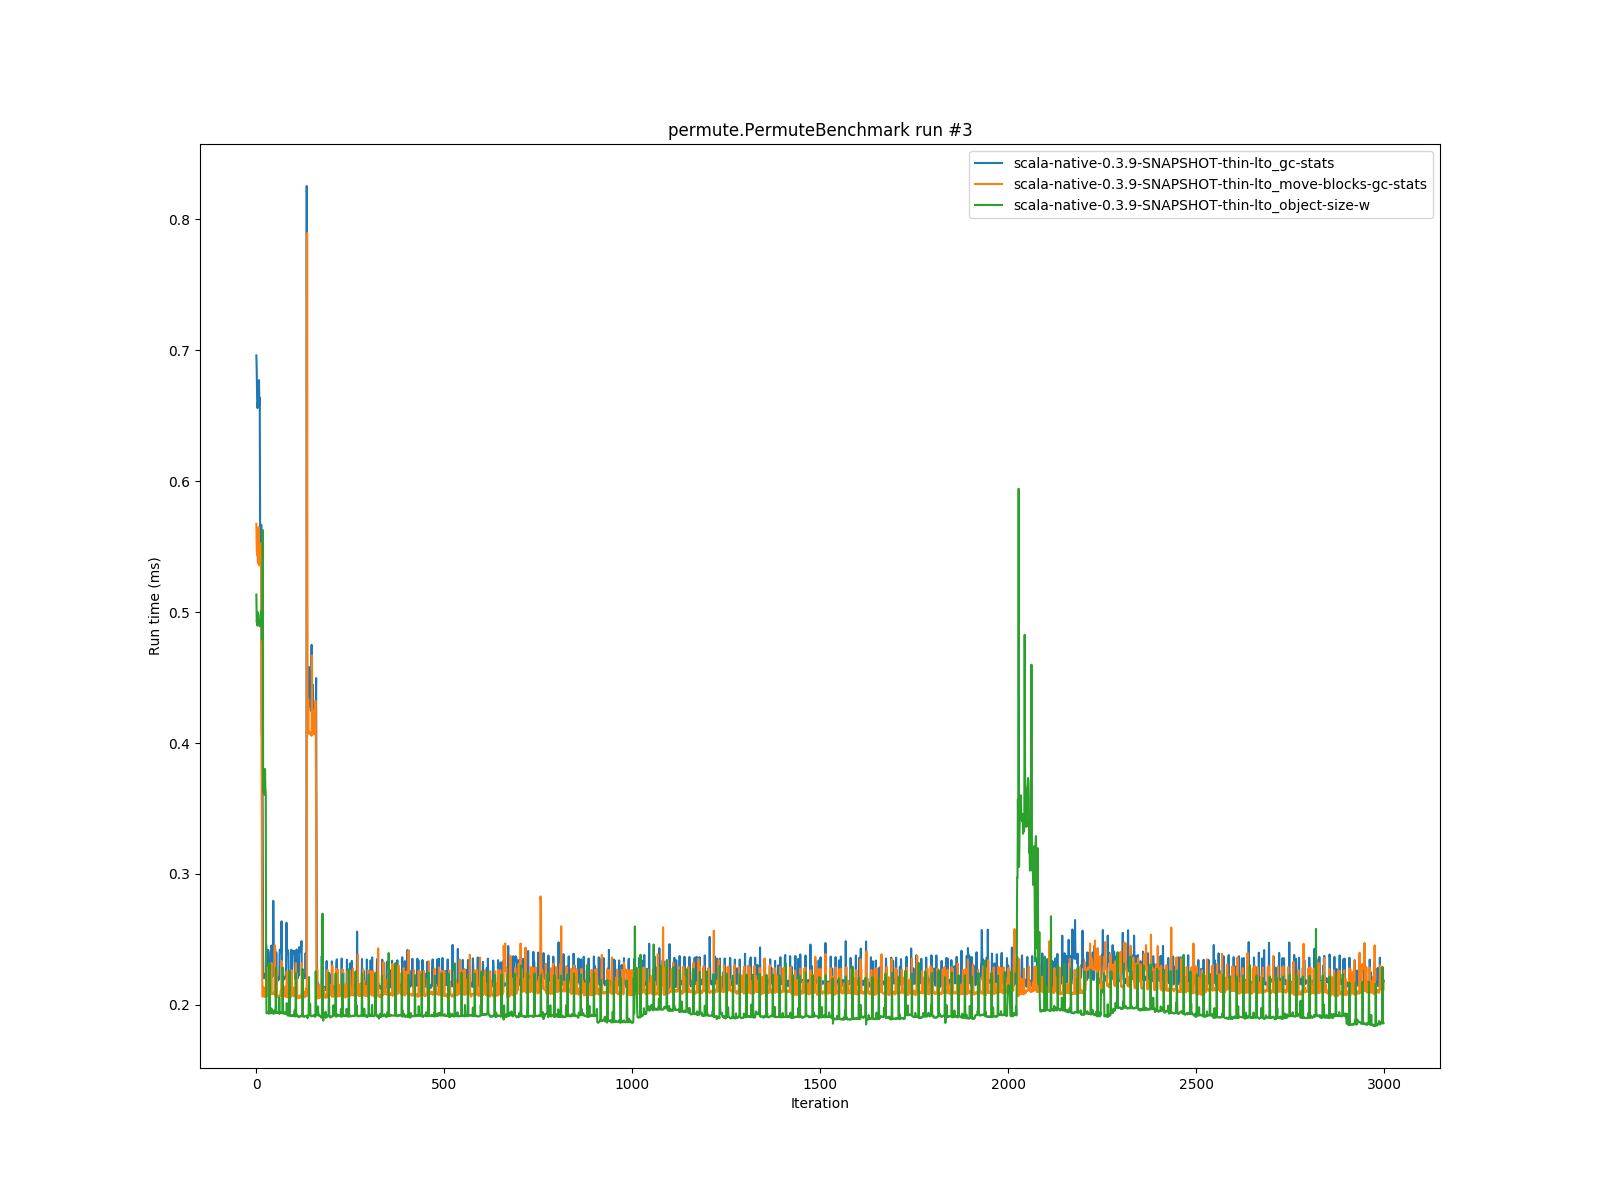 permute.PermuteBenchmark run #3
scala-native-0.3.9-SNAPSHOT-thin-lto_gc-stats
scala-native-0.3.9-SNAPSHOT-thin-lto_move-blocks-gc-stats
scala-native-0.3.9-SNAPSHOT-thin-lto_object-size-w
0.8
0.7
0.6
0.5
0.4
0.3
0.2
Run time (ms)
0 500 1000 1500 2000 2500 3000
Iteration